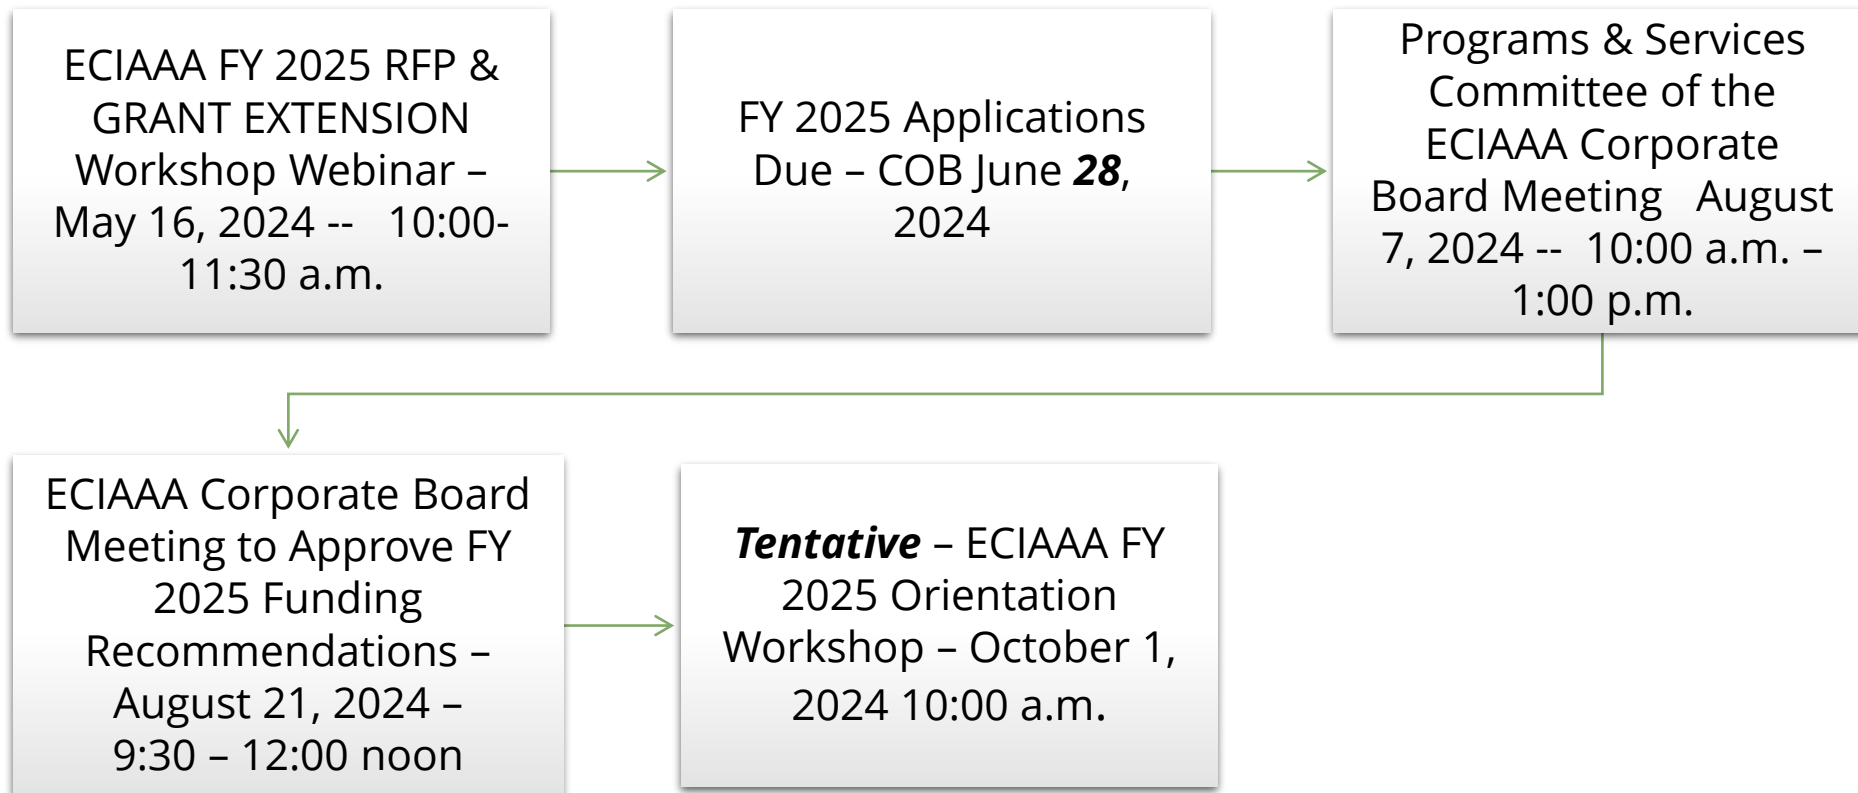 ECIAAA FY 2025 RFP &
GRANT EXTENSION
Workshop Webinar –
May 16, 2024 -- 10:00-
11:30 a.m.
FY 2025 Applications
Due – COB June 28,
2024
Programs & Services
Committee of the
ECIAAA Corporate
Board Meeting August
7, 2024 -- 10:00 a.m. –
1:00 p.m.
ECIAAA Corporate Board
Meeting to Approve FY
2025 Funding
Recommendations –
August 21, 2024 –
9:30 – 12:00 noon
Tentative – ECIAAA FY
2025 Orientation
Workshop – October 1,
2024 10:00 a.m.